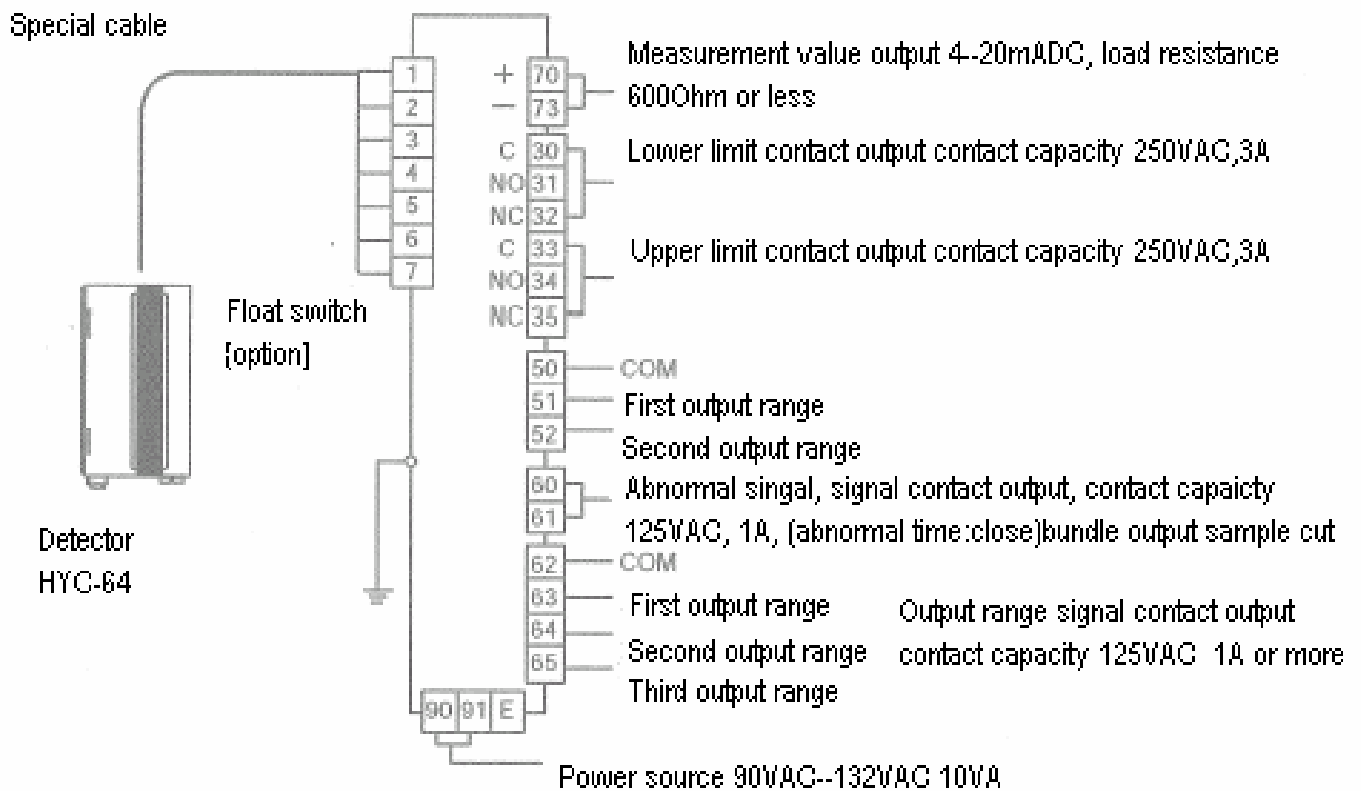 Special cable
1
2
3
4
5
6
7
+ 70
— 73
Measurement value output 4--20mADC, load resistance
600Ohm or less
C 30
NO 31
NC 32
Lower limit contact output contact capacity 250VAC,3A
C 33
NO 34
NC 35
Upper limit contact output contact capacity 250VAC,3A
Float switch
[option]
50 COM
51 First output range
52 Second output range
60
61
Abnormal singal, signal contact output, contact capaicty
125VAC, 1A, (abnormal time:close)bundle output sample cut
Detector
HYC-64
62 COM
63 First output range
64 Second output range
65 Third output range
Output range signal contact output
contact capacity 125VAC 1A or more
90 91 E
Power source 90VAC--132VAC 10VA